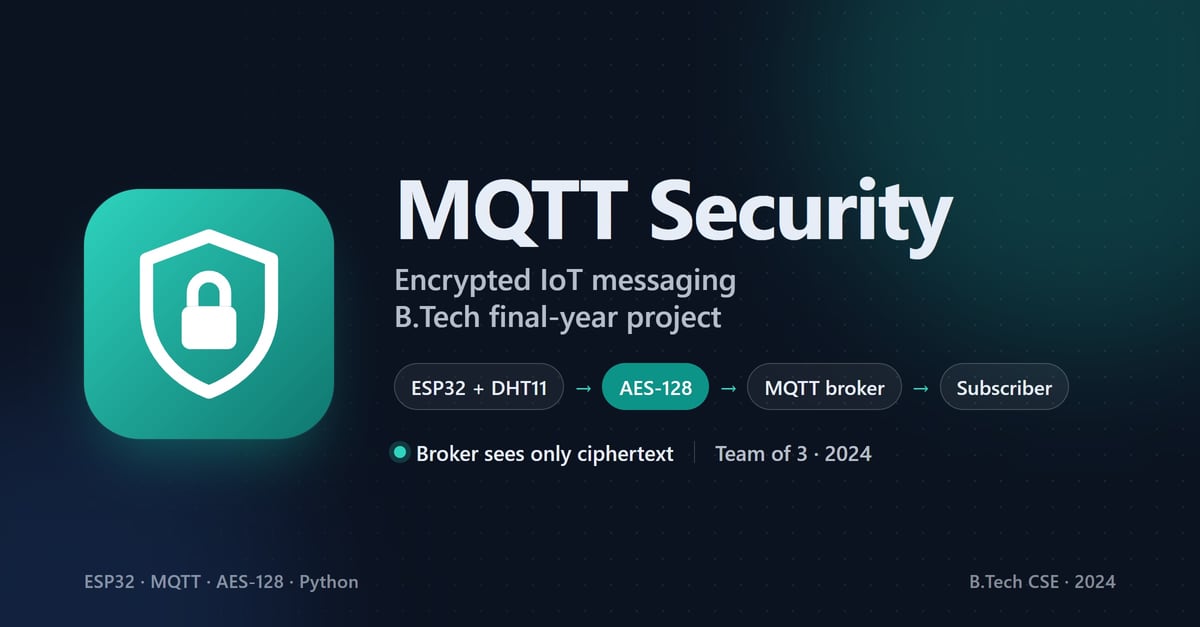 MQTT Security
Encrypted IoT messaging
B.Tech final-year project
ESP32 + DHT11 → AES-128 → MQTT broker → Subscriber
Broker sees only ciphertext Team of 3 · 2024
ESP32 · MQTT · AES-128 · Python
B.Tech CSE · 2024